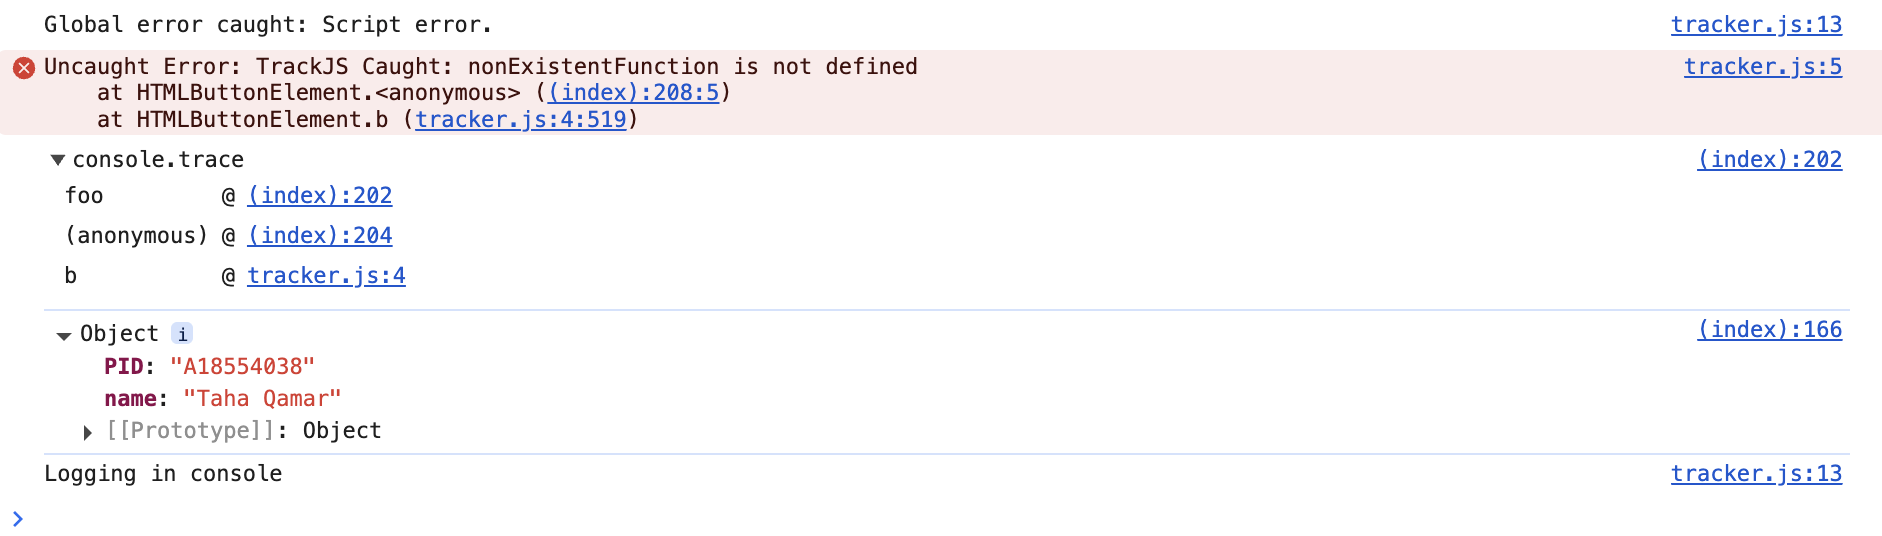 Global error caught: Script error. tracker.js:13
Uncaught Error: TrackJS Caught: nonExistentFunction is not defined tracker.js:5
at HTMLButtonElement.<anonymous> ((index):208:5)
at HTMLButtonElement.b (tracker.js:4:519)
console.trace (index):202
foo @ (index):202
(anonymous) @ (index):204
b @ tracker.js:4
Object i (index):166
PID: "A18554038"
name: "Taha Qamar"
[[Prototype]]: Object
Logging in console tracker.js:13